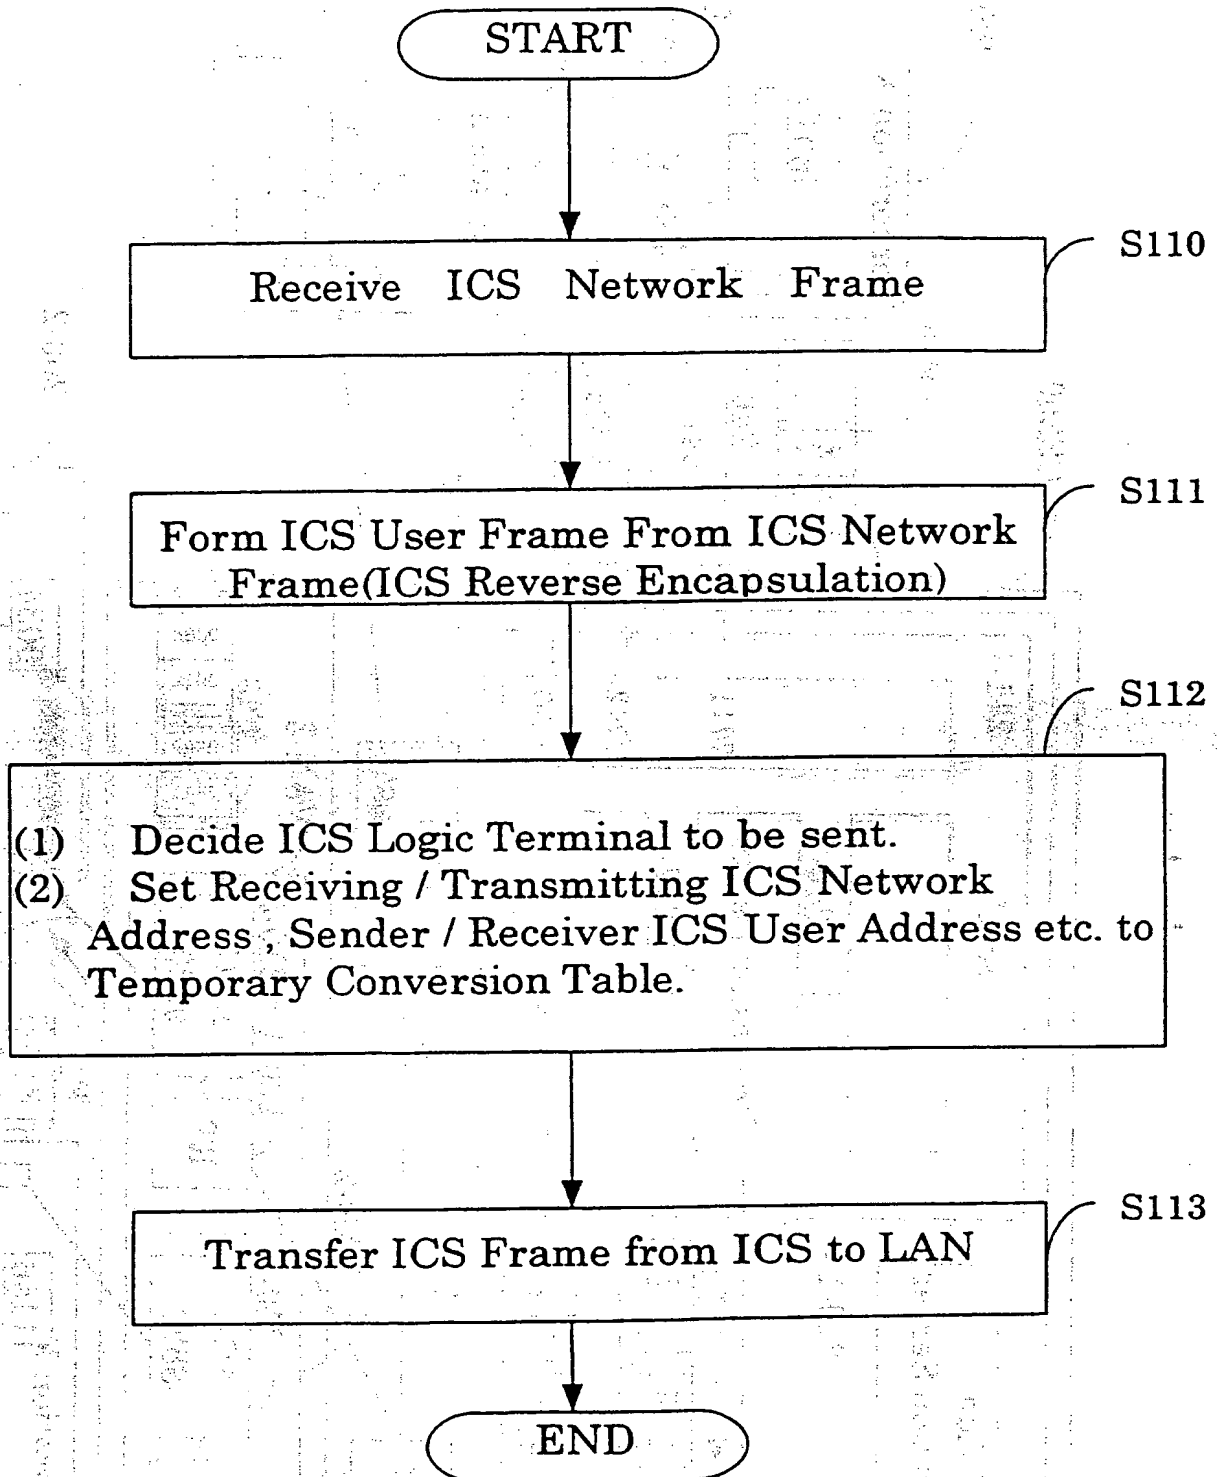 START
S110
Receive ICS Network Frame
S111
Form ICS User Frame From ICS Network
Frame(ICS Reverse Encapsulation)
S112
(1) Decide ICS Logic Terminal to be sent.
(2) Set Receiving / Transmitting ICS Network
Address , Sender / Receiver ICS User Address etc. to
Temporary Conversion Table.
S113
Transfer ICS Frame from ICS to LAN
END